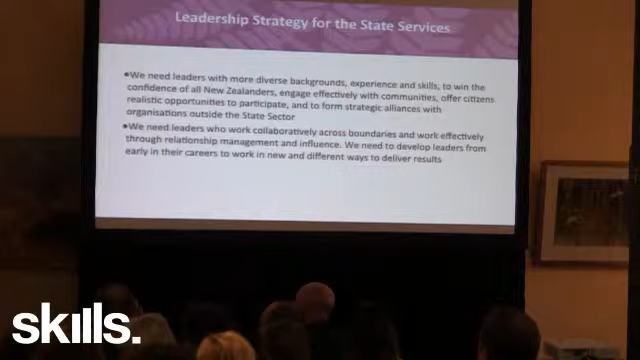 Leadership Strategy for the State Services
•We need leaders with more diverse backgrounds, experience and skills, to win the
confidence of all New Zealanders, engage effectively with communities, offer citizens
realistic opportunities to participate, and to form strategic alliances with
organisations outside the State Sector
•We need leaders who work collaboratively across boundaries and work effectively
through relationship management and influence. We need to develop leaders from
early in their careers to work in new and different ways to deliver results
skills.